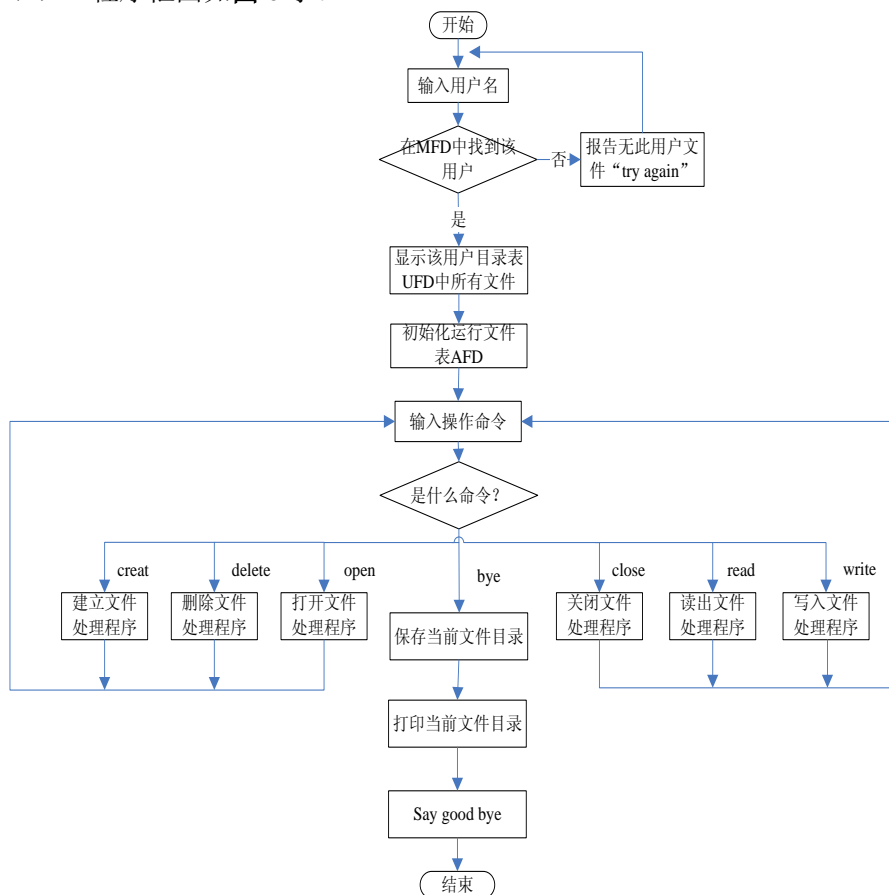 开始
输入用户名
在MFD中找到该
用户
否
报告无此用户文
件“try again”
是
显示该用户目录表
UFD中所有文件
初始化运行文件
表AFD
输入操作命令
是什么命令?
creat
delete
open
bye
close
read
write
建立文件
处理程序
删除文件
处理程序
打开文件
处理程序
保存当前文件目录
关闭文件
处理程序
读出文件
处理程序
写入文件
处理程序
打印当前文件目录
Say good bye
结束